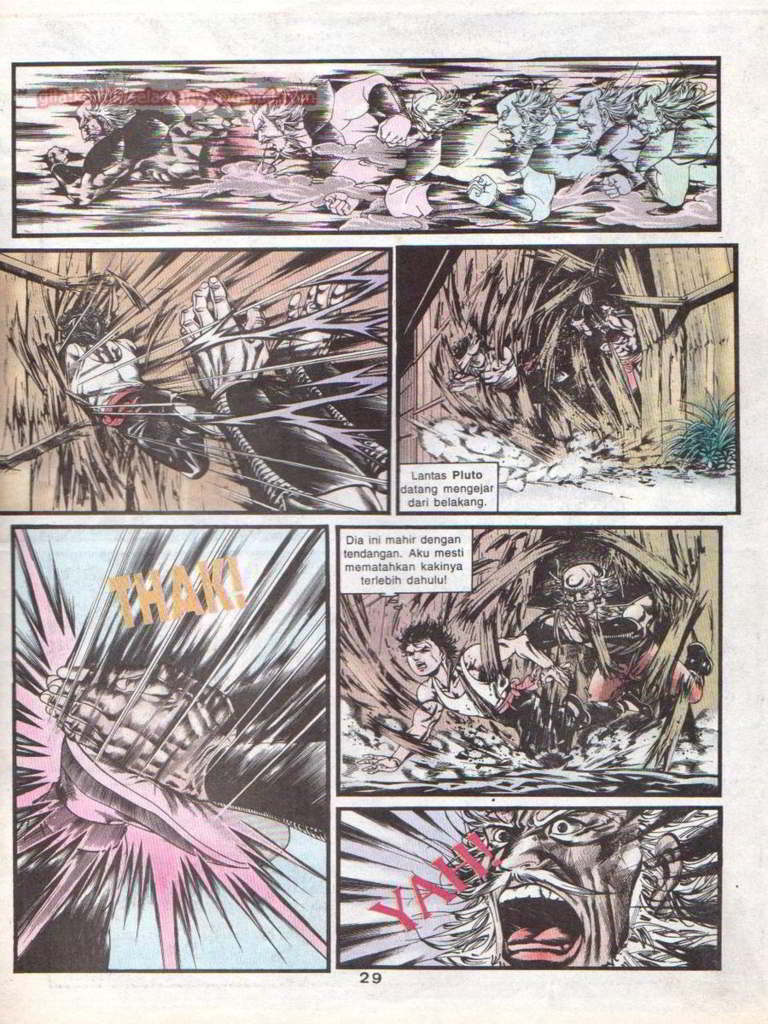 Lantas Pluto
datang mengejar
dari belakang.
THAK!
Dia ini mahir dengan
tendangan. Aku mesti
mematahkan kakinya
terlebih dahulu!
YAH!
29